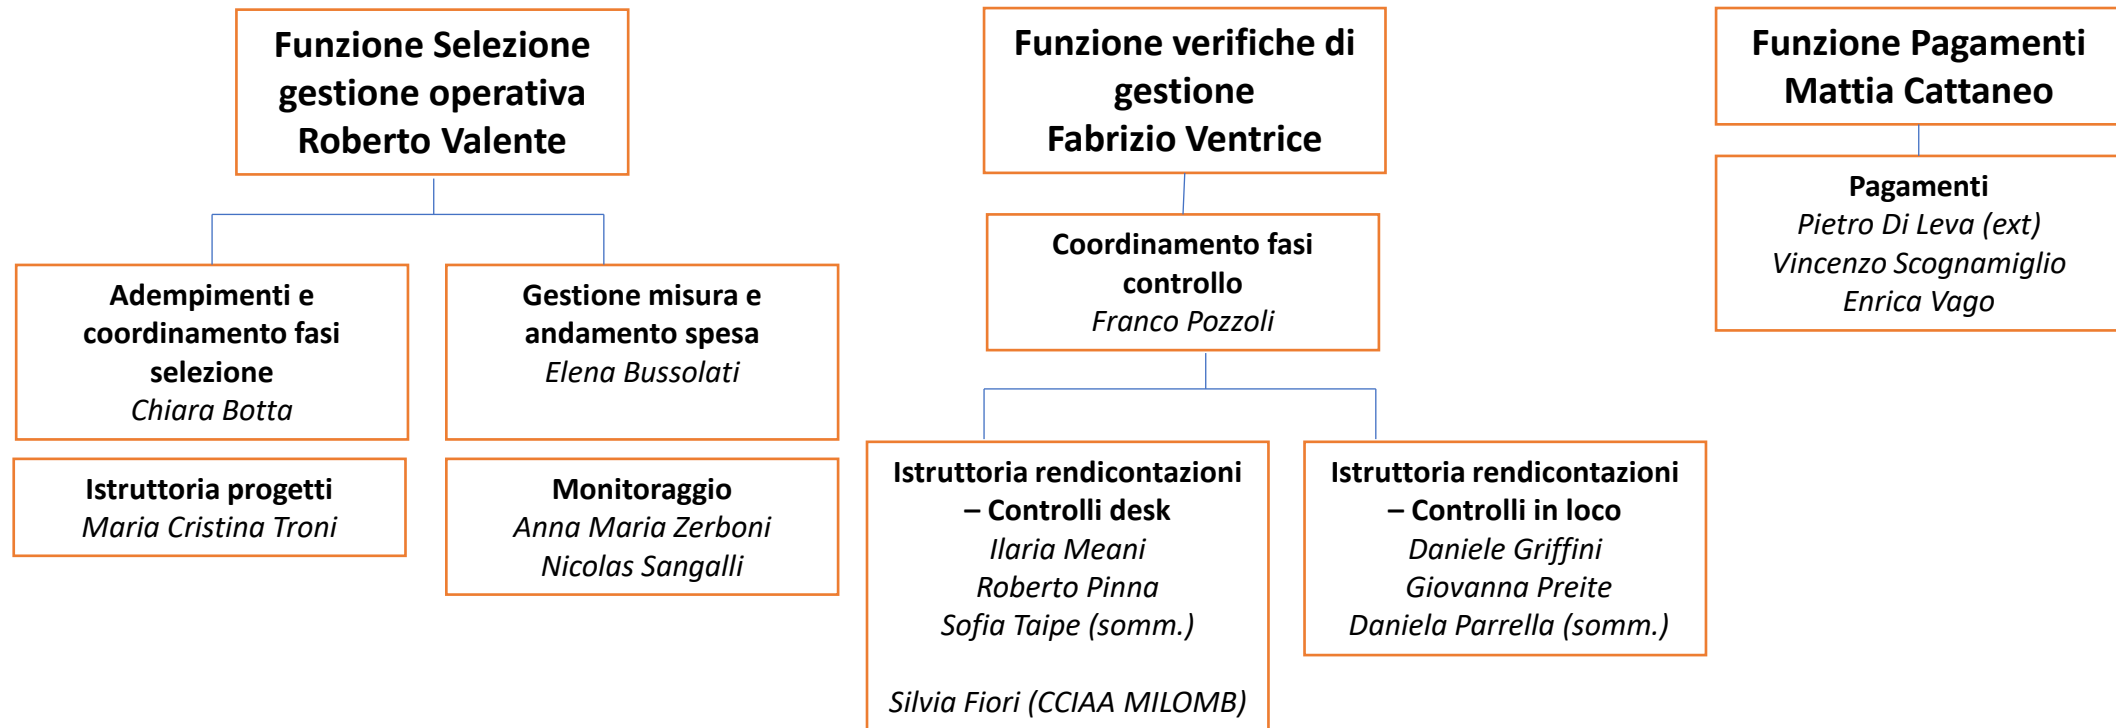 Funzione Selezione
gestione operativa
Roberto Valente
Funzione verifiche di
gestione
Fabrizio Ventrice
Funzione Pagamenti
Mattia Cattaneo
Adempimenti e
coordinamento fasi
selezione
Chiara Botta
Gestione misura e
andamento spesa
Elena Bussolati
Coordinamento fasi
controllo
Franco Pozzoli
Pagamenti
Pietro Di Leva (ext)
Vincenzo Scognamiglio
Enrica Vago
Istruttoria progetti
Maria Cristina Troni
Monitoraggio
Anna Maria Zerboni
Nicolas Sangalli
Istruttoria rendicontazioni
– Controlli desk
Ilaria Meani
Roberto Pinna
Sofia Taipe (somm.)
Silvia Fiori (CCIAA MILOMB)
Istruttoria rendicontazioni
– Controlli in loco
Daniele Griffini
Giovanna Preite
Daniela Parrella (somm.)